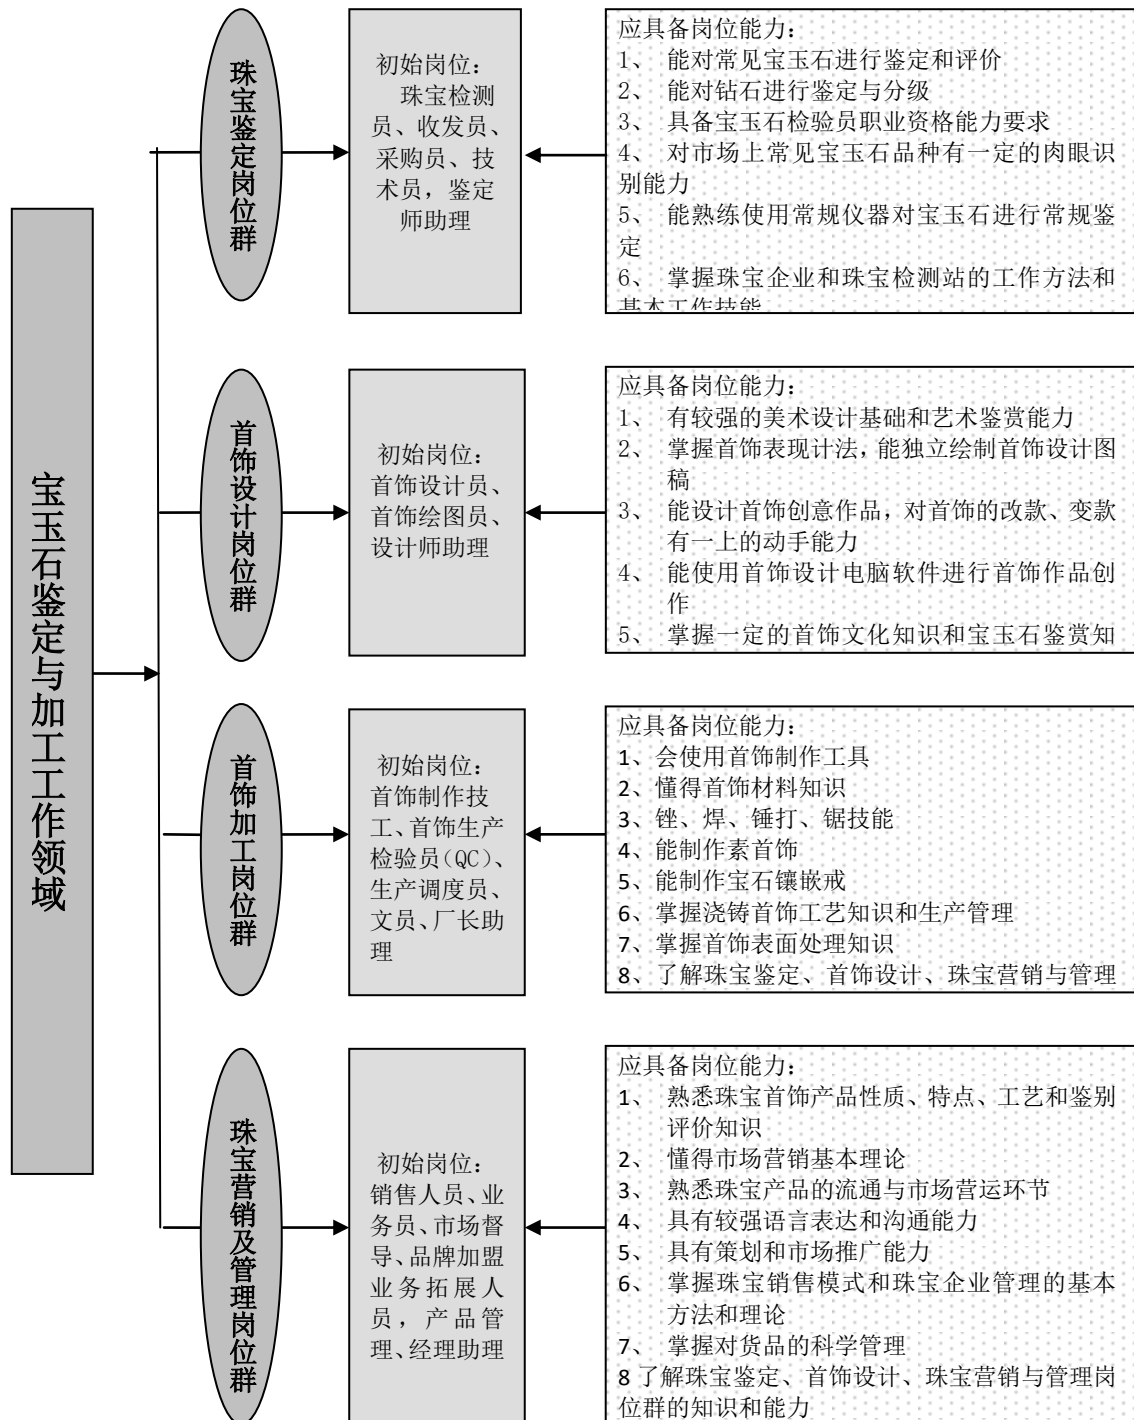 宝玉石鉴定与加工工作领域
珠宝鉴定岗位群
初始岗位：
珠宝检测
员、收发员、
采购员、技
术员，鉴定
师助理
应具备岗位能力：
1、 能对常见宝玉石进行鉴定和评价
2、 能对钻石进行鉴定与分级
3、 具备宝玉石检验员职业资格能力要求
4、 对市场上常见宝玉石品种有一定的肉眼识
别能力
5、 能熟练使用常规仪器对宝玉石进行常规鉴
定
6、 掌握珠宝企业和珠宝检测站的工作方法和
基本工作技能
首饰设计岗位群
初始岗位：
首饰设计员、
首饰绘图员、
设计师助理
应具备岗位能力：
1、 有较强的美术设计基础和艺术鉴赏能力
2、 掌握首饰表现计法，能独立绘制首饰设计图
稿
3、 能设计首饰创意作品，对首饰的改款、变款
有一上的动手能力
4、 能使用首饰设计电脑软件进行首饰作品创
作
5、 掌握一定的首饰文化知识和宝玉石鉴赏知
首饰加工岗位群
初始岗位：
首饰制作技
工、首饰生产
检验员（QC）、
生产调度员、
文员、厂长助
理
应具备岗位能力：
1、会使用首饰制作工具
2、懂得首饰材料知识
3、锉、焊、锤打、锯技能
4、能制作素首饰
5、能制作宝石镶嵌戒
6、掌握浇铸首饰工艺知识和生产管理
7、掌握首饰表面处理知识
8、了解珠宝鉴定、首饰设计、珠宝营销与管理
珠宝营销及管理岗位群
初始岗位：
销售人员、业
务员、市场督
导、品牌加盟
业务拓展人
员，产品管
理、经理助理
应具备岗位能力：
1、 熟悉珠宝首饰产品性质、特点、工艺和鉴别
评价知识
2、 懂得市场营销基本理论
3、 熟悉珠宝产品的流通与市场营运环节
4、 具有较强语言表达和沟通能力
5、 具有策划和市场推广能力
6、 掌握珠宝销售模式和珠宝企业管理的基本
方法和理论
7、 掌握对货品的科学管理
8 了解珠宝鉴定、首饰设计、珠宝营销与管理岗
位群的知识和能力